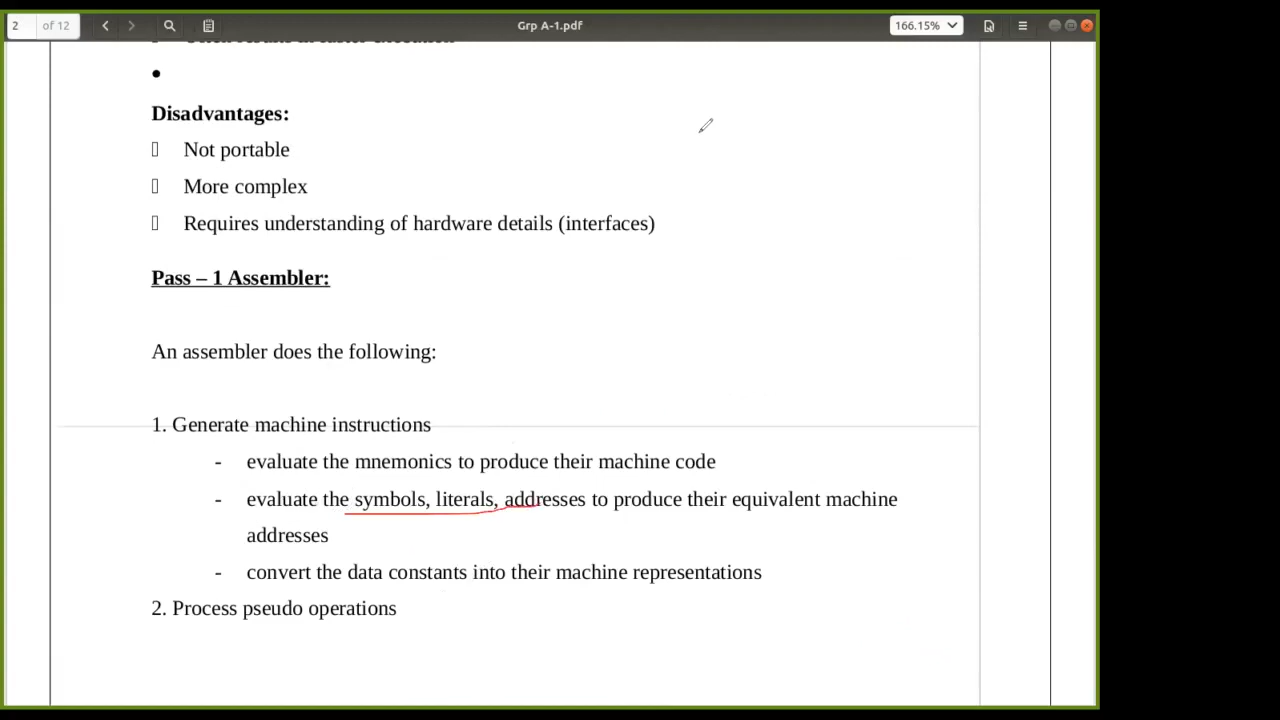 2 of 12 Grp A-1.pdf 166.15%
Disadvantages:
Not portable
More complex
Requires understanding of hardware details (interfaces)
Pass – 1 Assembler:
An assembler does the following:
1. Generate machine instructions
- evaluate the mnemonics to produce their machine code
- evaluate the symbols, literals, addresses to produce their equivalent machine
addresses
- convert the data constants into their machine representations
2. Process pseudo operations